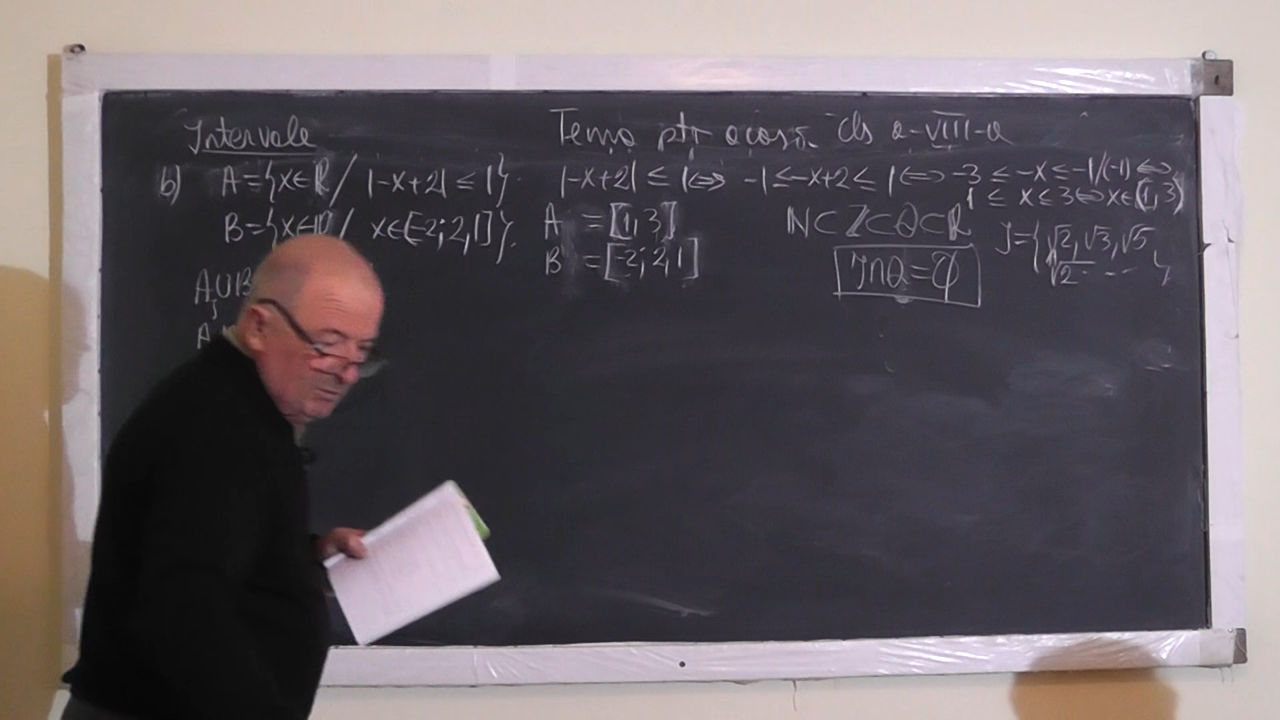 Intervale
Tema ptr acasă cls a-VIII-a
b) A={x∈R / |-x+2| ≤ 1}. |-x+2| ≤ 1 ⇔ -1 ≤ -x+2 ≤ 1 ⇔ -3 ≤ -x ≤ -1 /(-1) ⇔
1 ≤ x ≤ 3 ⇔ x∈[1,3]
B={x∈R / x∈[-2;2,1]}.
A = [1,3]
B = [-2;2,1]
N⊂Z⊂Q⊂R
J∩Q=∅
J={√2,√3,√5
√2 ... }
A∪B
A